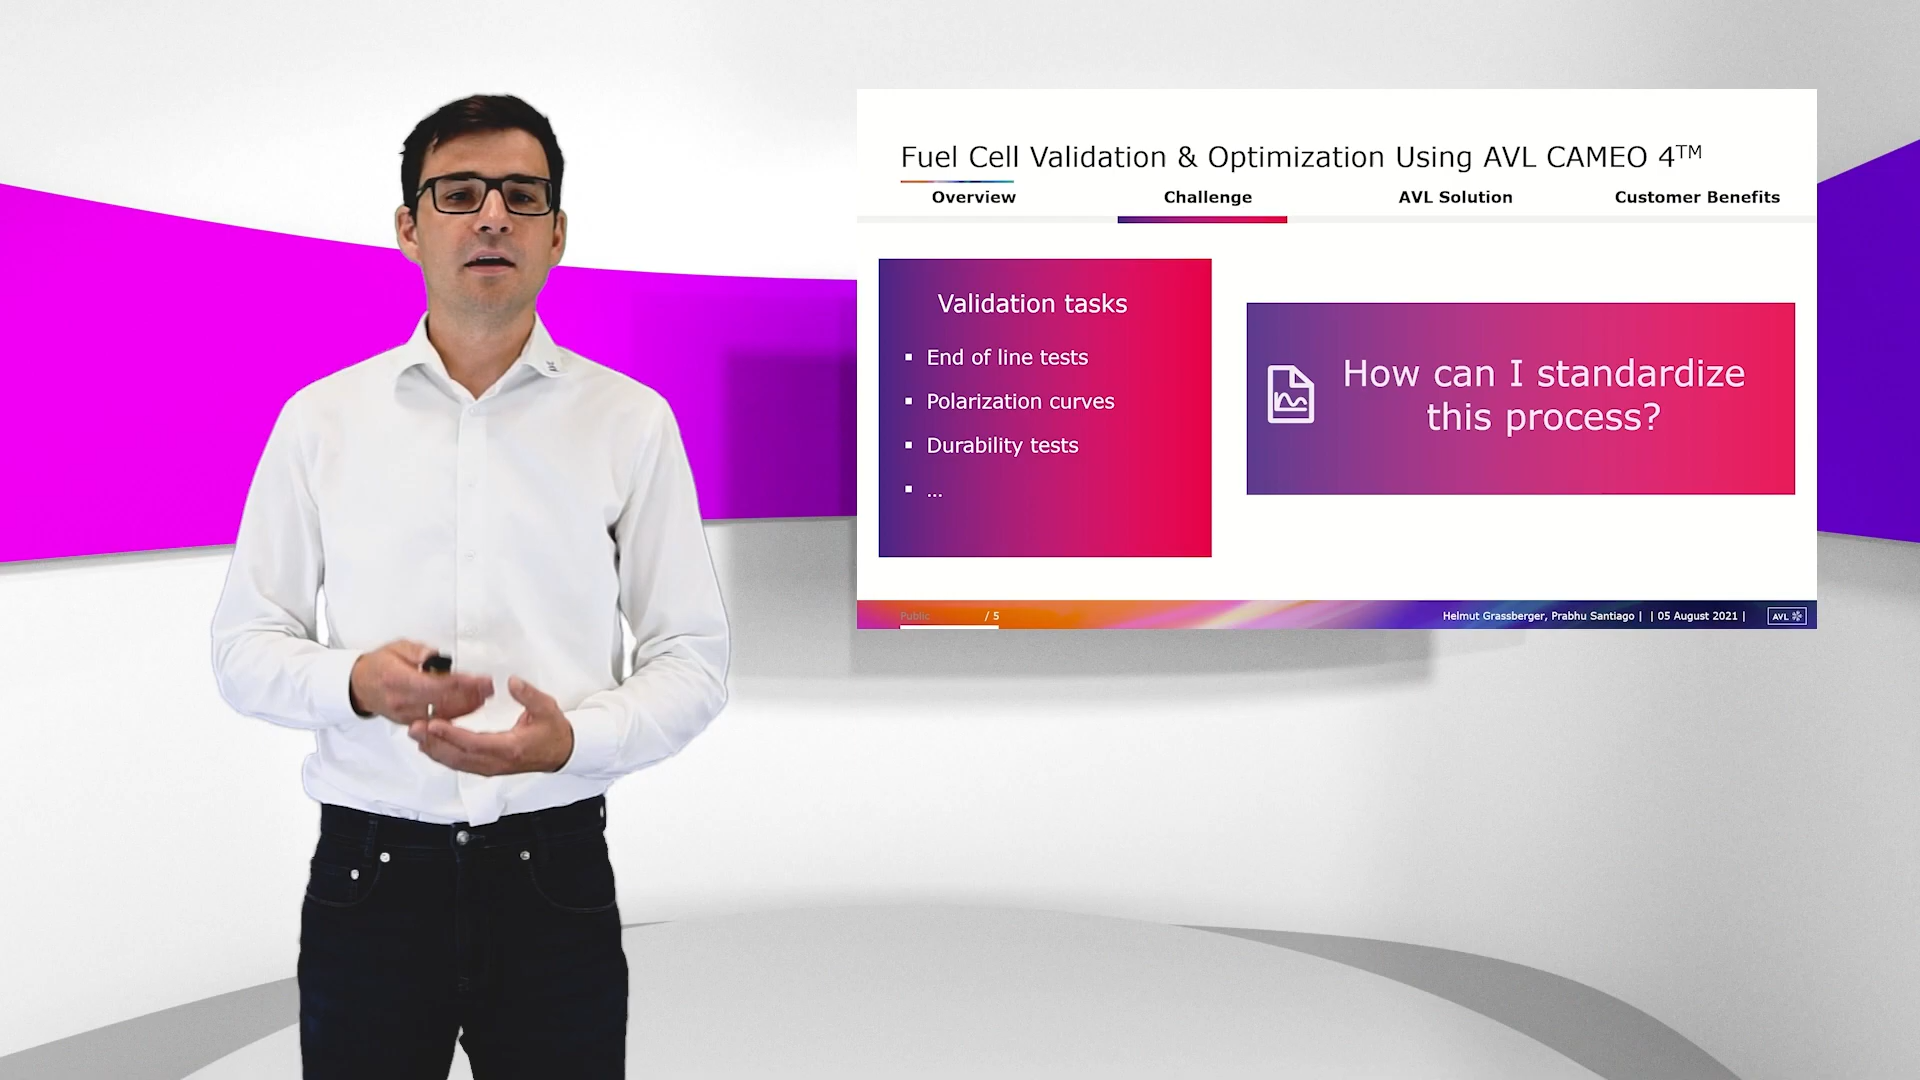 Fuel Cell Validation & Optimization Using AVL CAMEO 4™
Overview
Challenge
AVL Solution
Customer Benefits
Validation tasks
▪ End of line tests
▪ Polarization curves
▪ Durability tests
▪ ...
How can I standardize
this process?
Public
/ 5
Helmut Grassberger, Prabhu Santiago | | 05 August 2021 |
AVL